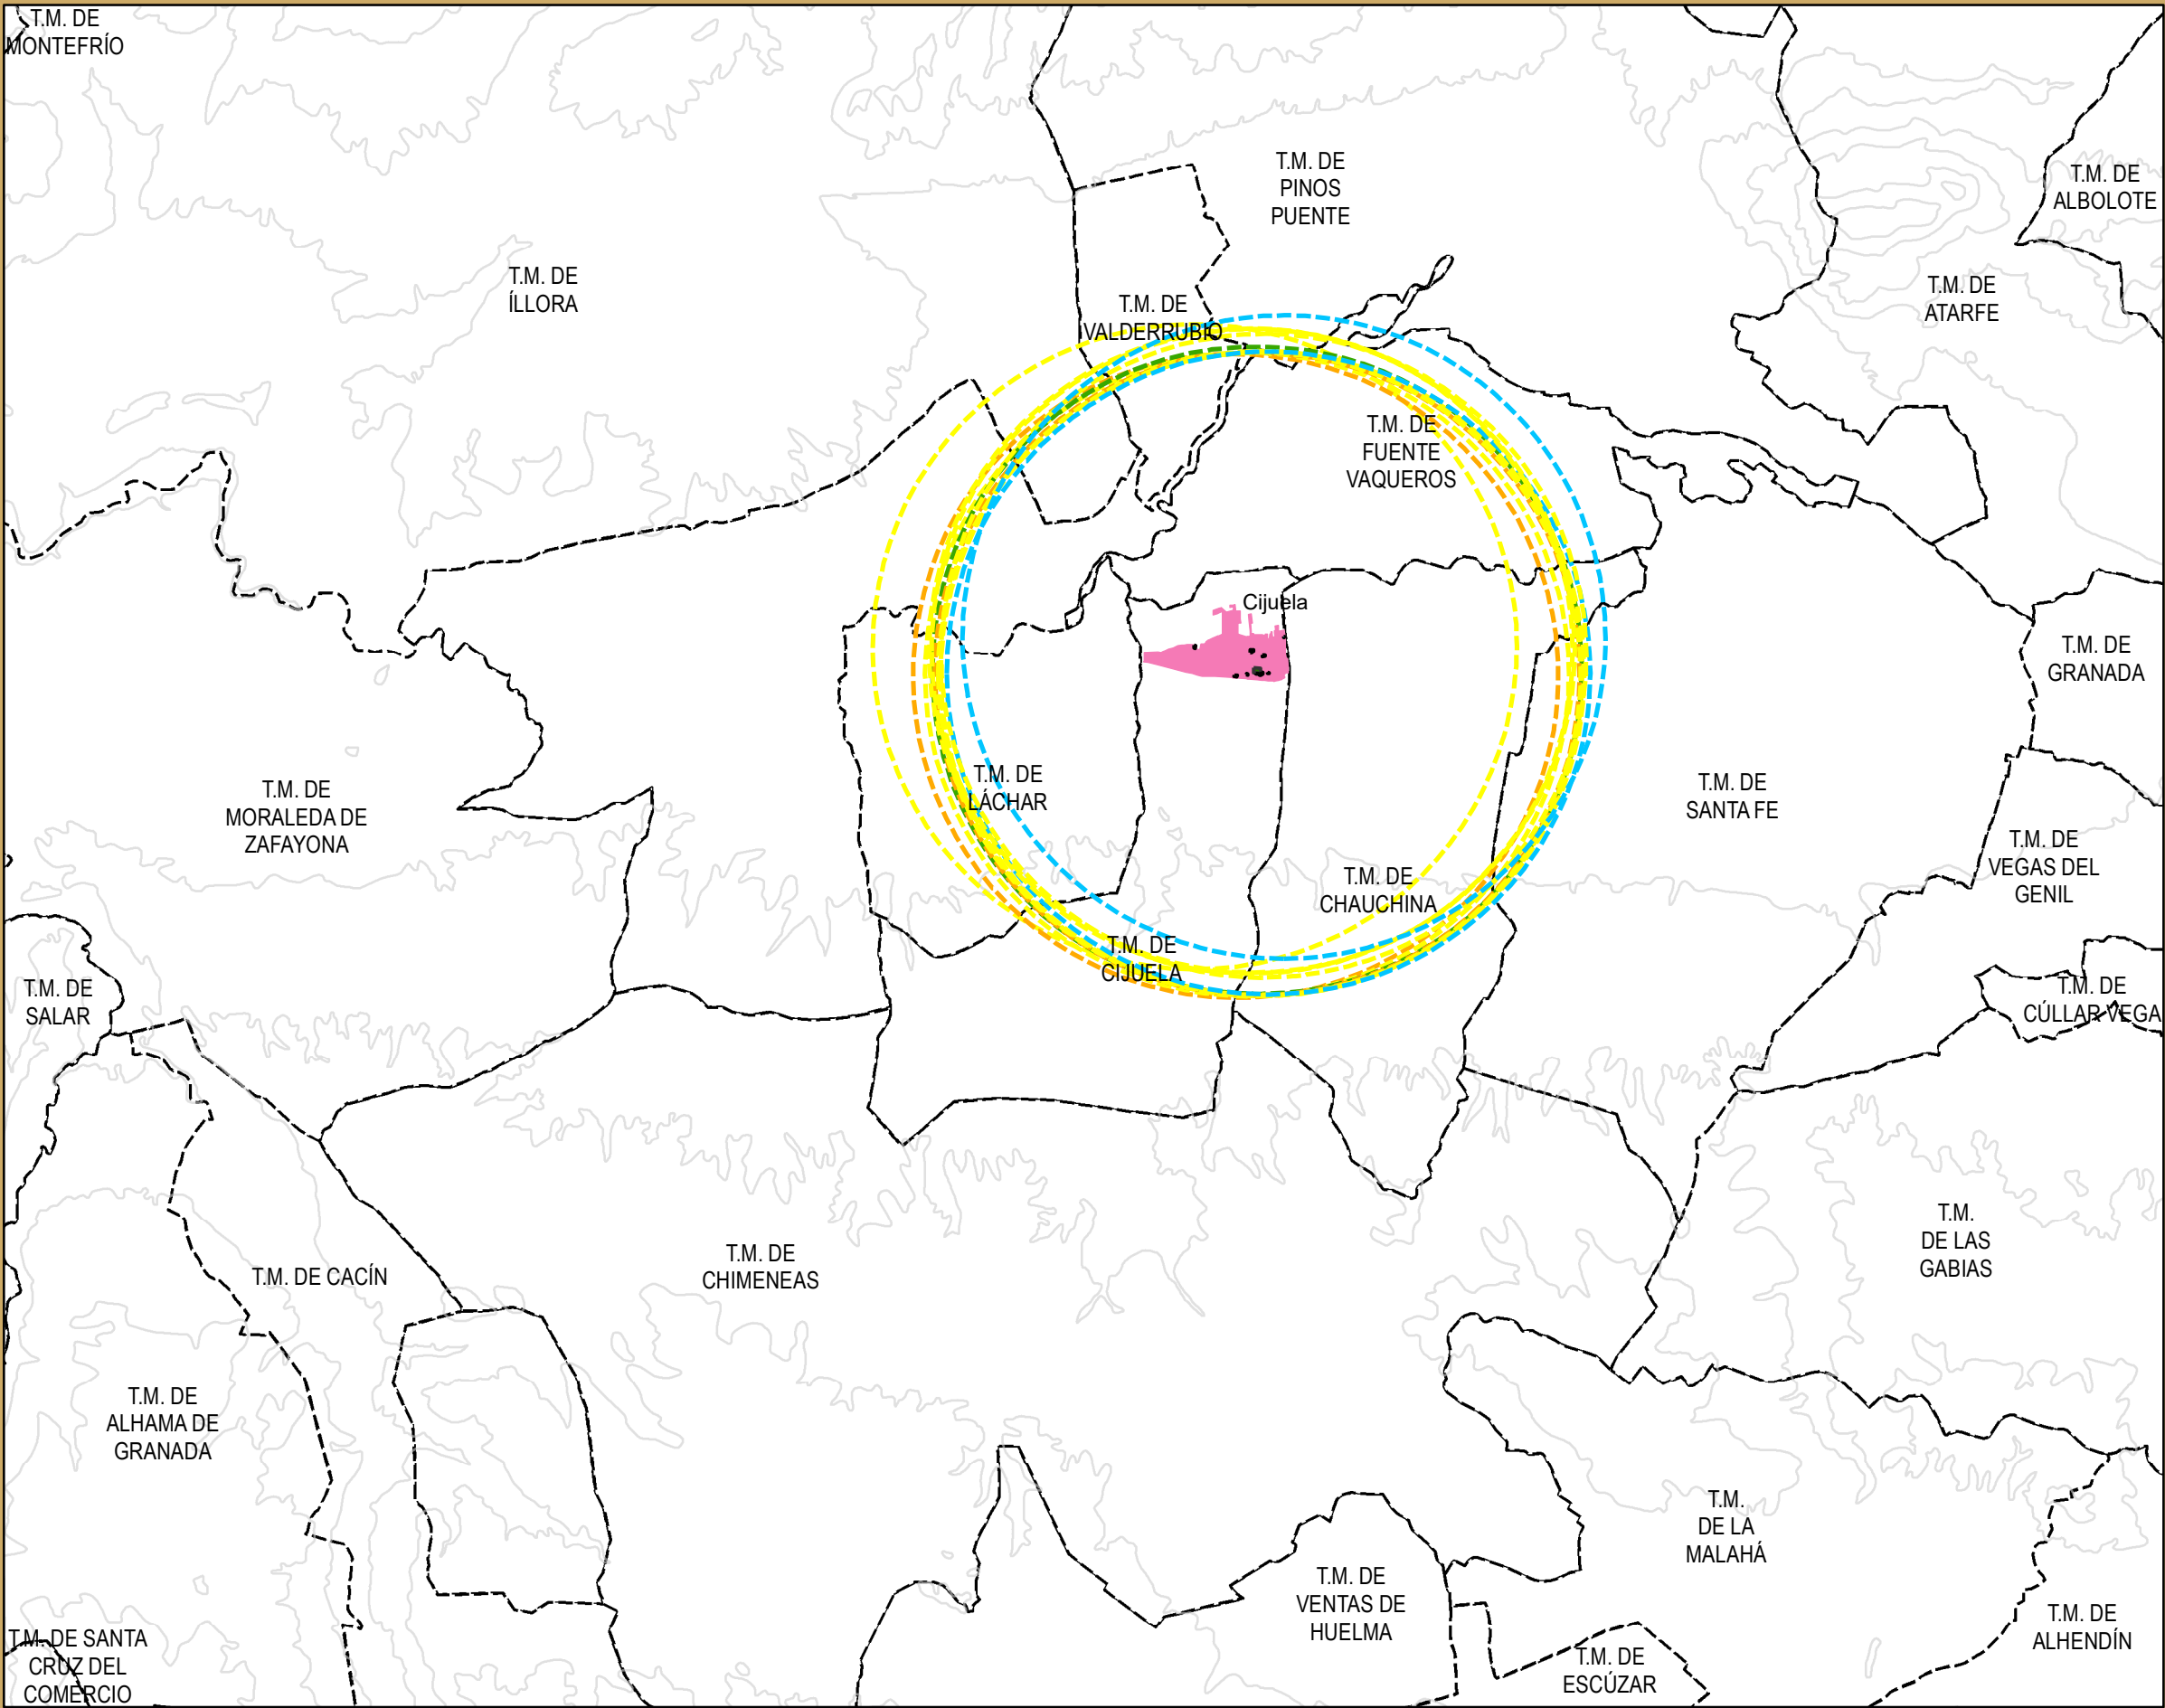 T.M. DE
MONTEFRÍO
T.M. DE
PINOS
PUENTE
T.M. DE
ALBOLOTE
T.M. DE
ÍLLORA
T.M. DE
VALDERRUBIO
T.M. DE
ATARFE
T.M. DE
FUENTE
VAQUEROS
Cijuela
T.M. DE
GRANADA
T.M. DE
LÁCHAR
T.M. DE
MORALEDA DE
ZAFAYONA
T.M. DE
SANTA FE
T.M. DE
VEGAS DEL
GENIL
T.M. DE
CHAUCHINA
T.M. DE
CIJUELA
T.M. DE
SALAR
T.M. DE
CÚLLAR VEGA
T.M. DE CACÍN
T.M. DE
CHIMENEAS
T.M.
DE LAS
GABIAS
T.M. DE
ALHAMA DE
GRANADA
T.M.
DE LA
MALAHÁ
T.M. DE
VENTAS DE
HUELMA
T.M. DE
ALHENDÍN
T.M. DE SANTA
CRUZ DEL
COMERCIO
T.M. DE
ESCÚZAR